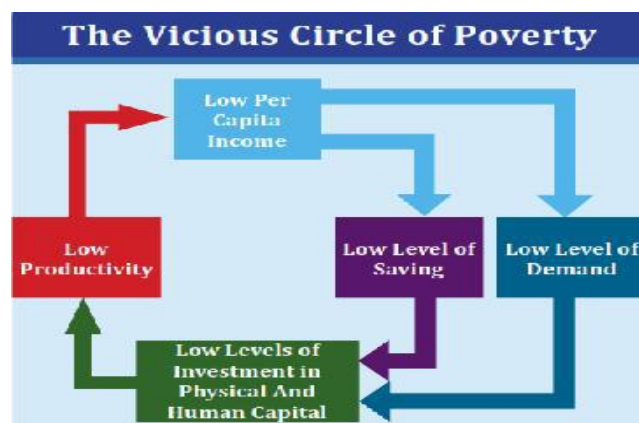 The Vicious Circle of Poverty
Low Per
Capita
Income
Low
Productivity
Low Level of
Saving
Low Level of
Demand
Low Levels of
Investment in
Physical And
Human Capital